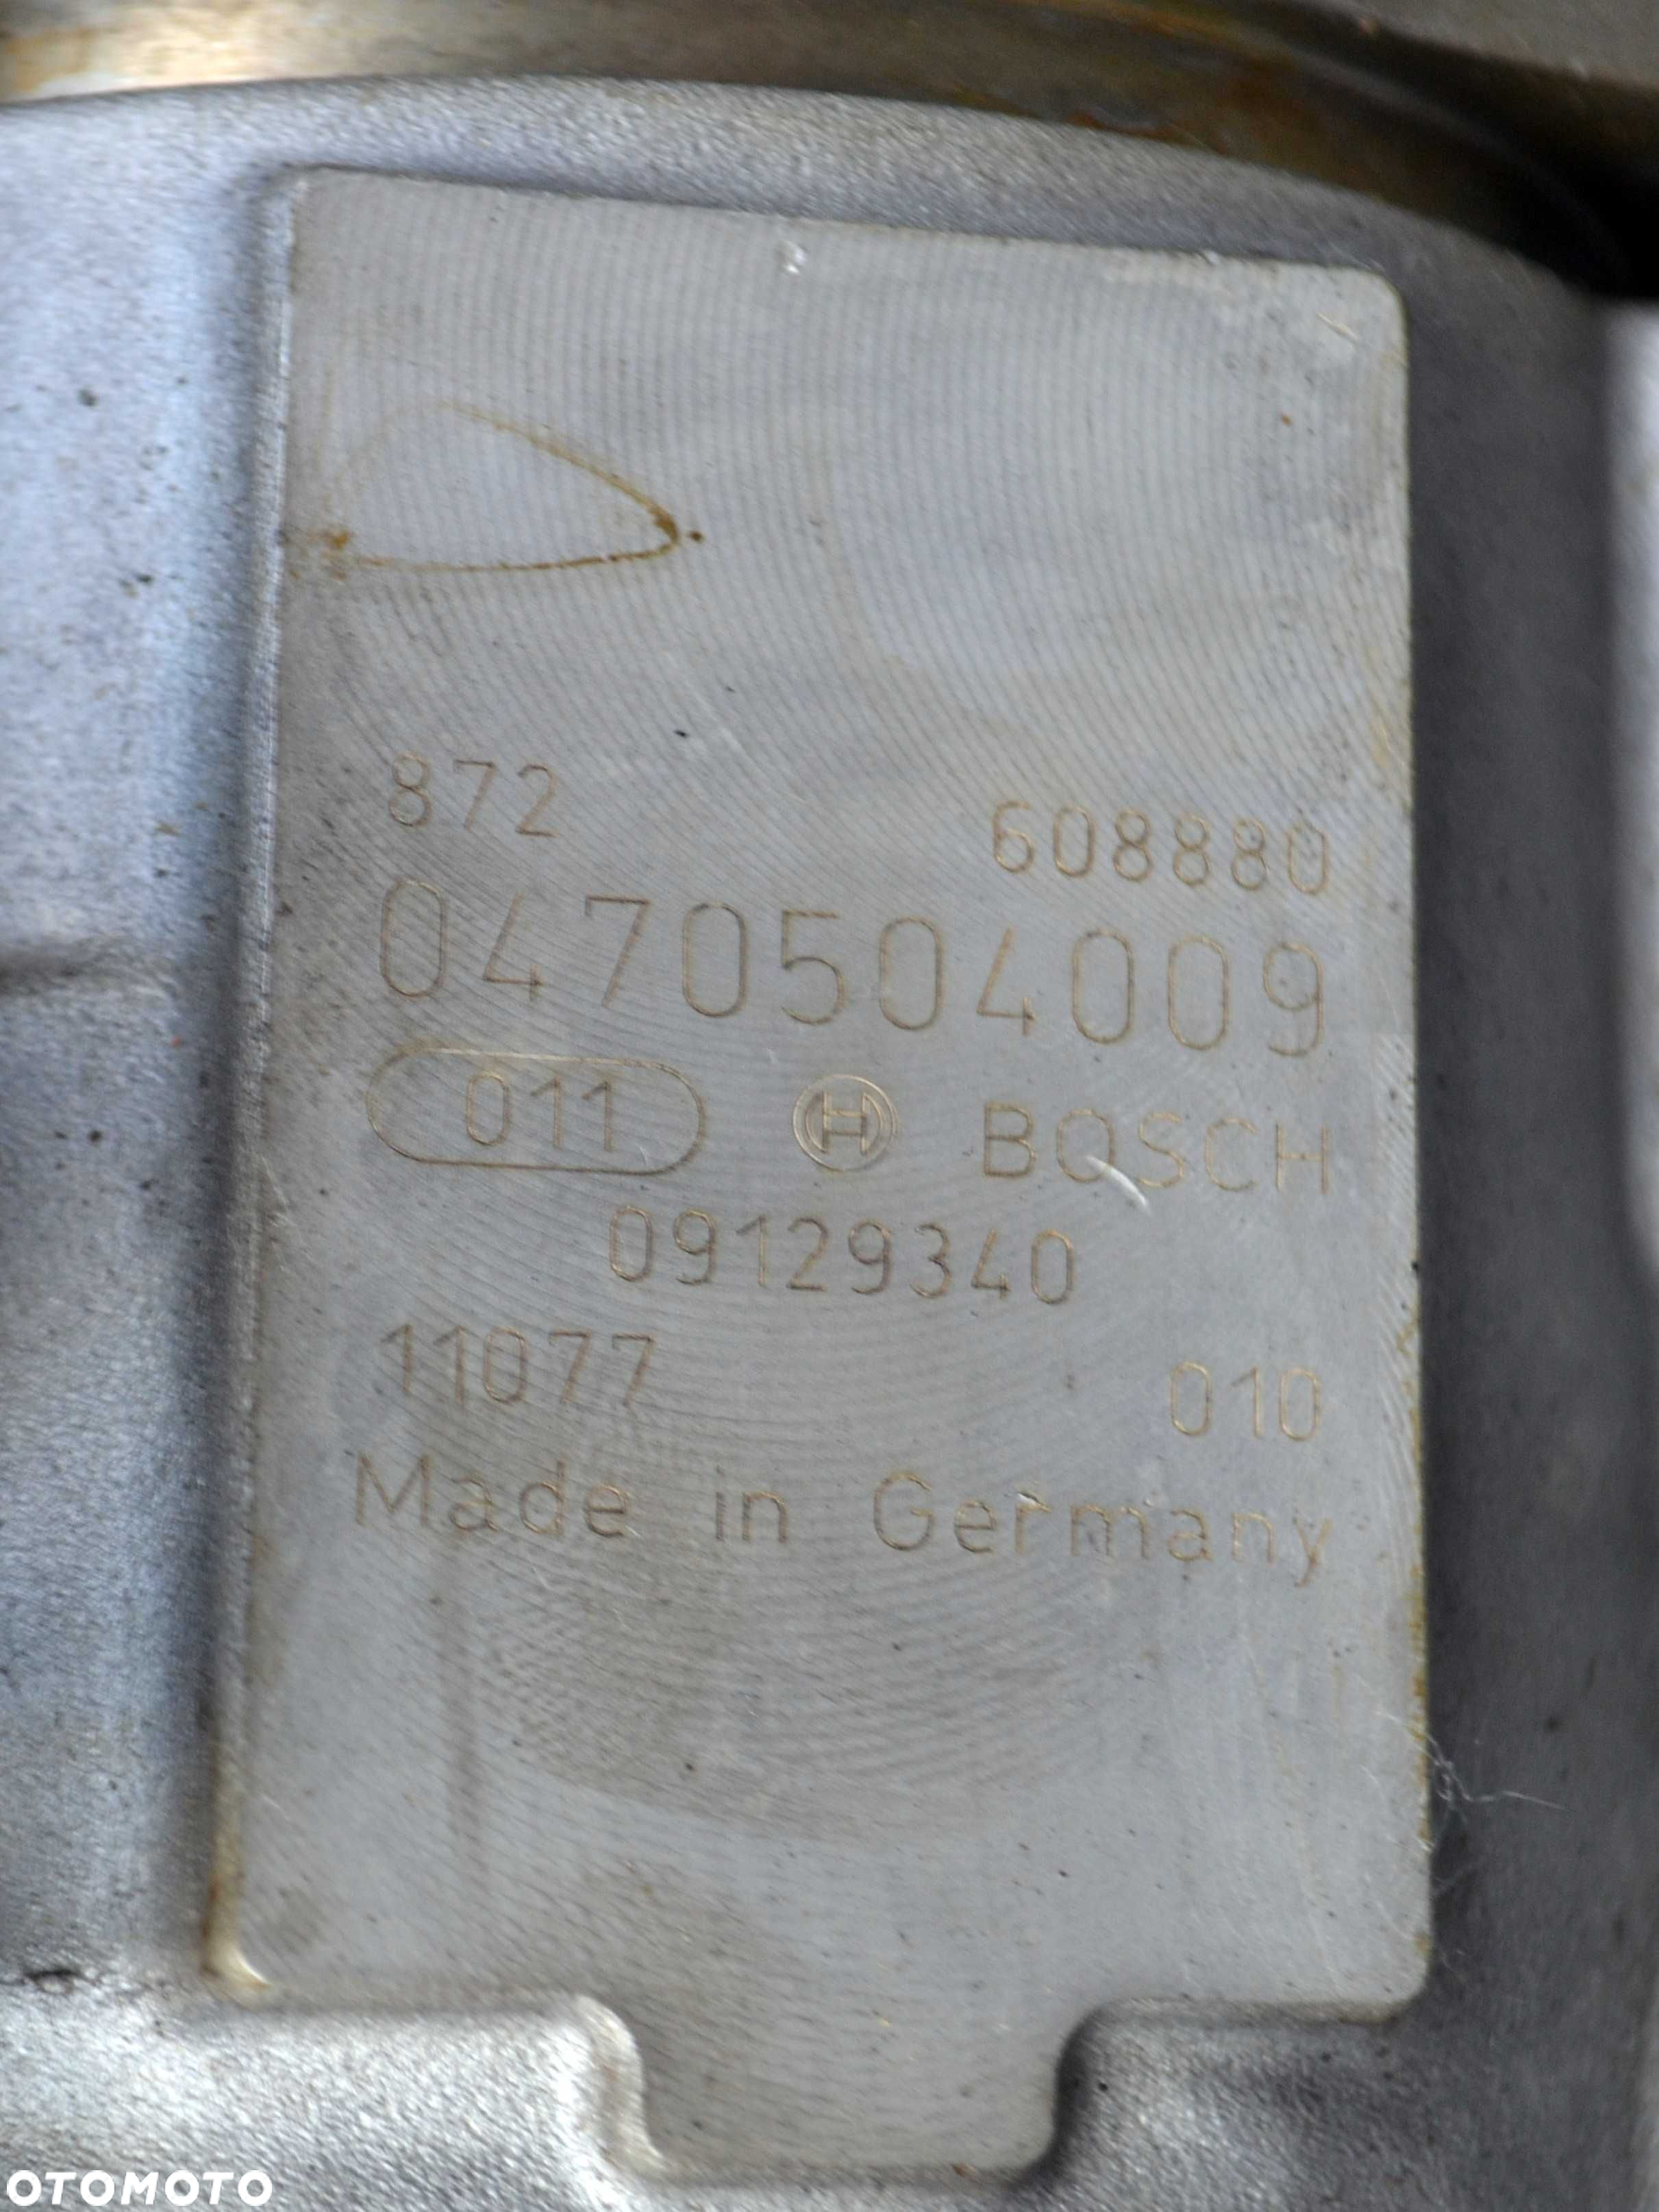 872 608880
0470504009
011 BOSCH
09129340
11077 010
Made in Germany
OTOMOTO